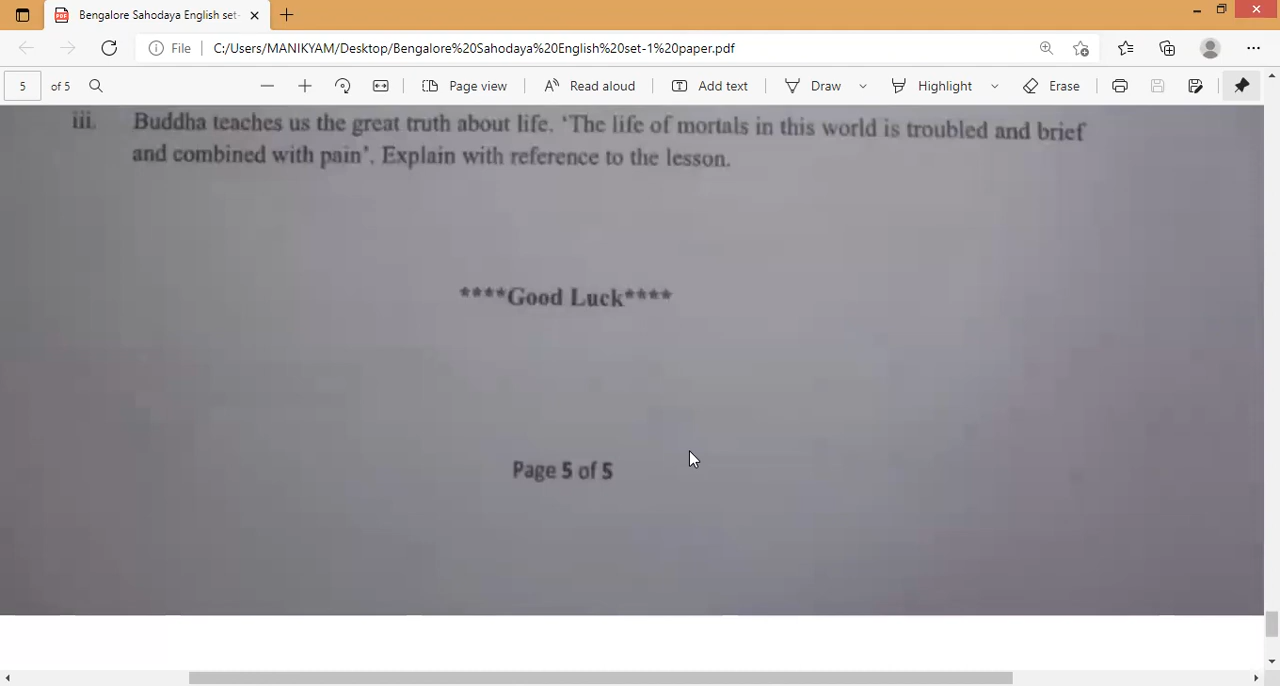 Bengalore Sahodaya English set-
File C:/Users/MANIKYAM/Desktop/Bengalore%20Sahodaya%20English%20set-1%20paper.pdf
5 of 5 Page view Read aloud Add text Draw Highlight Erase
iii. Buddha teaches us the great truth about life. ‘The life of mortals in this world is troubled and brief
and combined with pain’. Explain with reference to the lesson.
****Good Luck****
Page 5 of 5